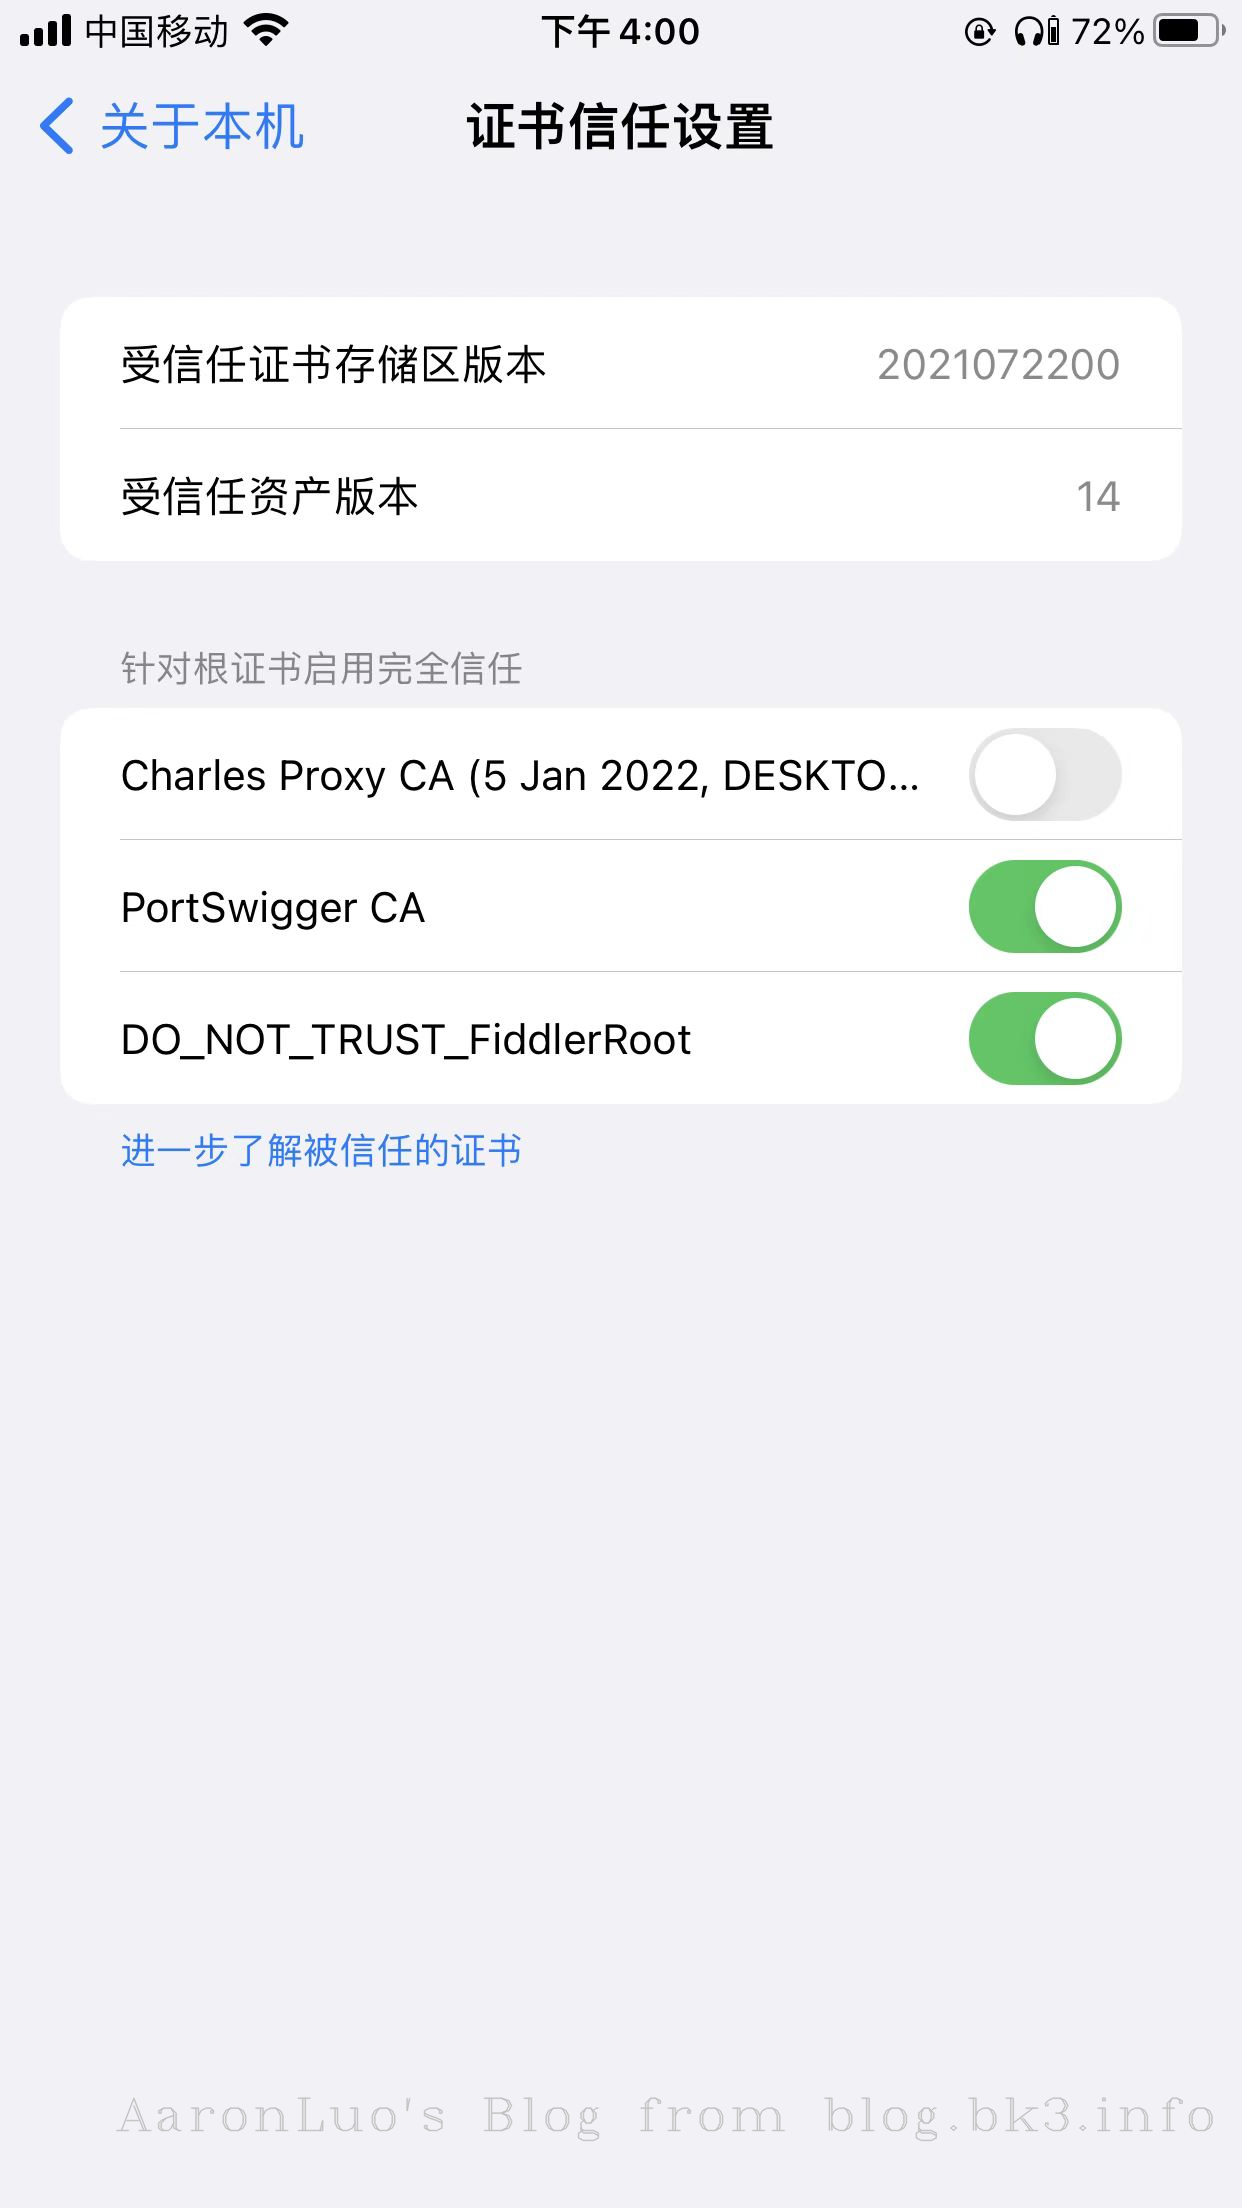 中国移动 下午4:00 72%
关于本机 证书信任设置
受信任证书存储区版本 2021072200
受信任资产版本 14
针对根证书启用完全信任
Charles Proxy CA (5 Jan 2022, DESKTO...
PortSwigger CA
DO_NOT_TRUST_FiddlerRoot
进一步了解被信任的证书
AaronLuo's Blog from blog.bk3.info